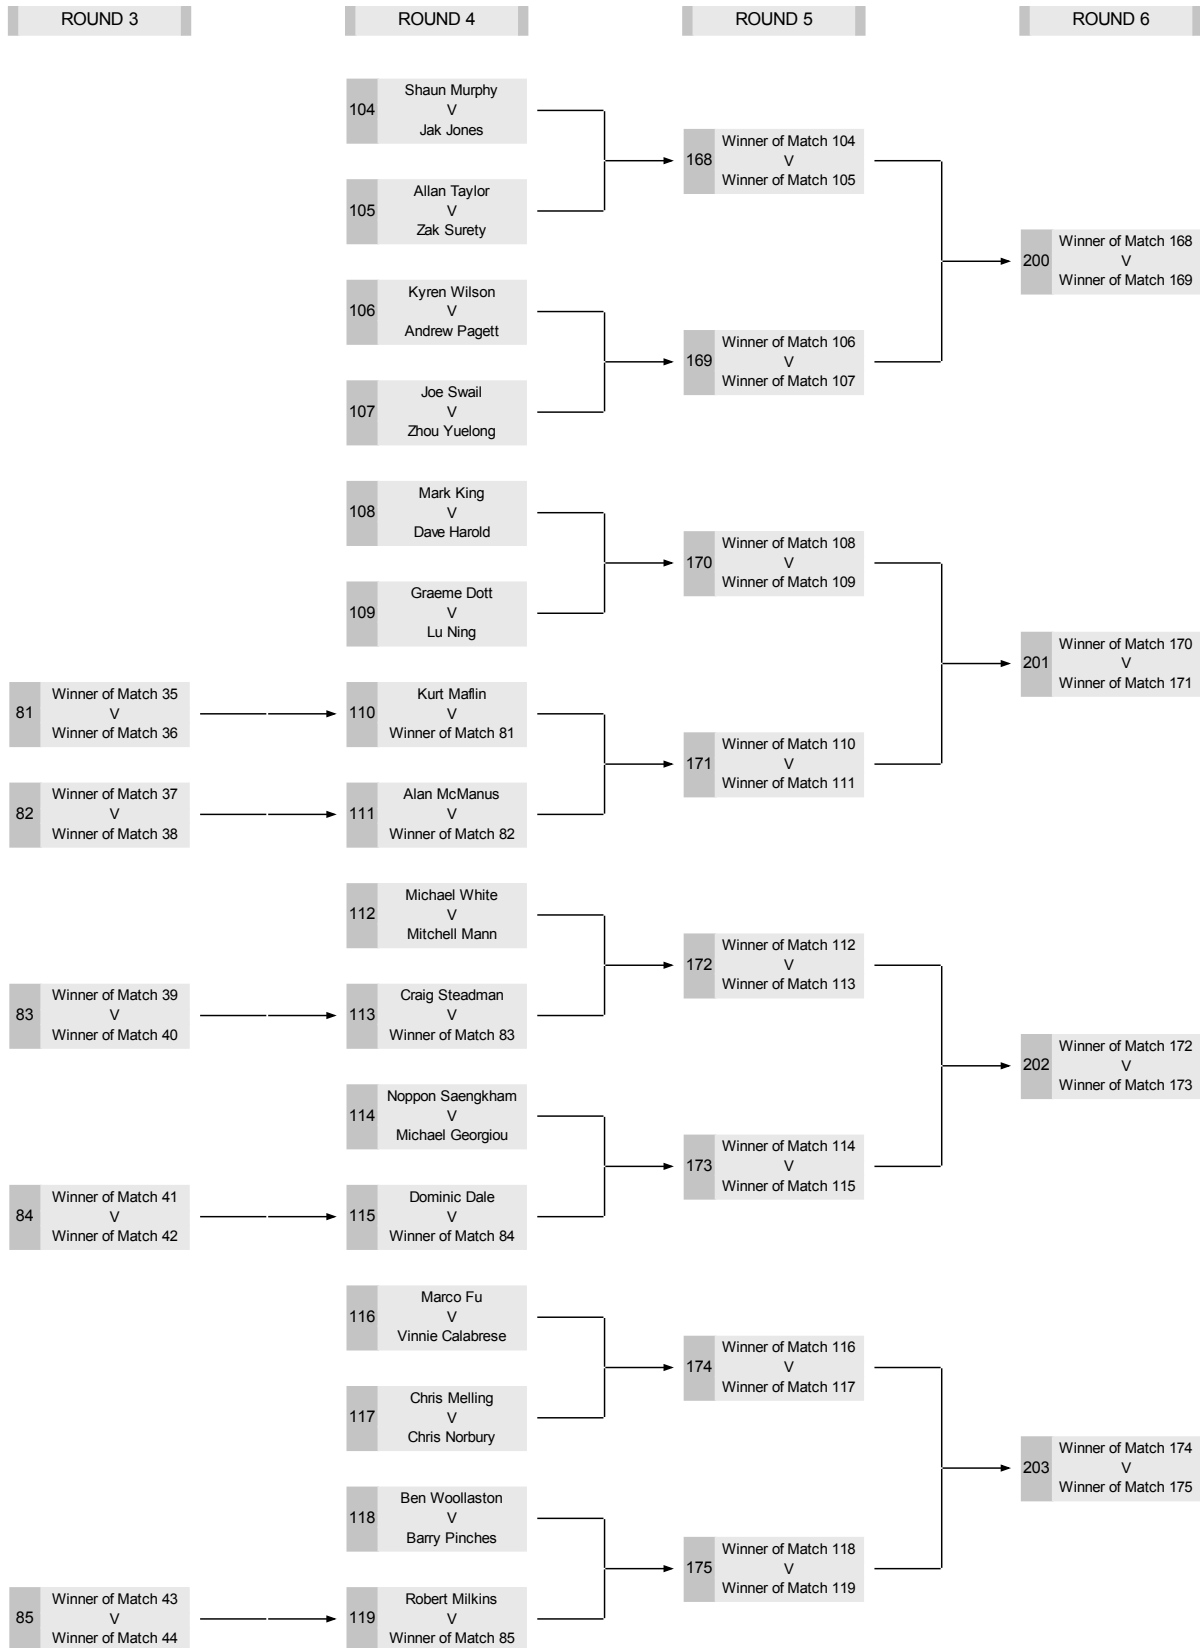 ROUND 3
ROUND 4
ROUND 5
ROUND 6
104
Shaun Murphy
V
Jak Jones
168
Winner of Match 104
V
Winner of Match 105
105
Allan Taylor
V
Zak Surety
200
Winner of Match 168
V
Winner of Match 169
106
Kyren Wilson
V
Andrew Pagett
169
Winner of Match 106
V
Winner of Match 107
107
Joe Swail
V
Zhou Yuelong
108
Mark King
V
Dave Harold
170
Winner of Match 108
V
Winner of Match 109
109
Graeme Dott
V
Lu Ning
201
Winner of Match 170
V
Winner of Match 171
81
Winner of Match 35
V
Winner of Match 36
110
Kurt Maflin
V
Winner of Match 81
171
Winner of Match 110
V
Winner of Match 111
82
Winner of Match 37
V
Winner of Match 38
111
Alan McManus
V
Winner of Match 82
112
Michael White
V
Mitchell Mann
172
Winner of Match 112
V
Winner of Match 113
83
Winner of Match 39
V
Winner of Match 40
113
Craig Steadman
V
Winner of Match 83
202
Winner of Match 172
V
Winner of Match 173
114
Noppon Saengkham
V
Michael Georgiou
173
Winner of Match 114
V
Winner of Match 115
84
Winner of Match 41
V
Winner of Match 42
115
Dominic Dale
V
Winner of Match 84
116
Marco Fu
V
Vinnie Calabrese
174
Winner of Match 116
V
Winner of Match 117
117
Chris Melling
V
Chris Norbury
203
Winner of Match 174
V
Winner of Match 175
118
Ben Woollaston
V
Barry Pinches
175
Winner of Match 118
V
Winner of Match 119
85
Winner of Match 43
V
Winner of Match 44
119
Robert Milkins
V
Winner of Match 85